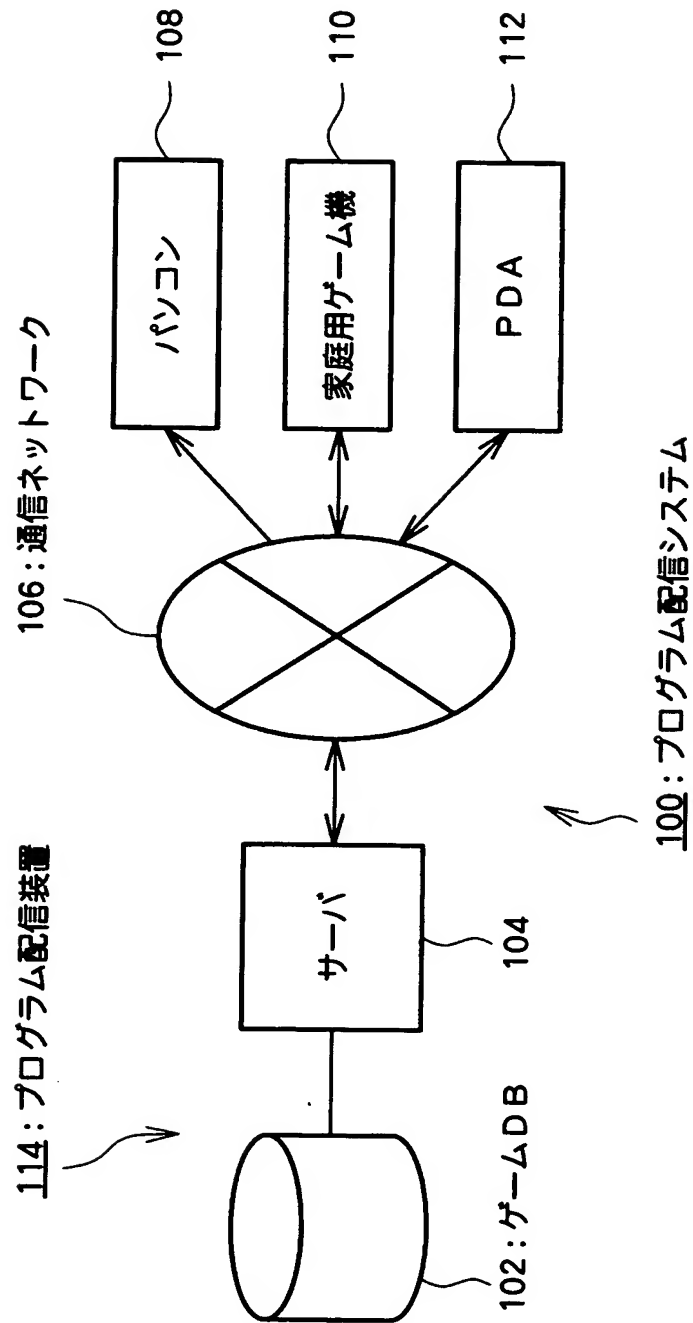 108
110
112
パソコン
家庭用ゲーム機
PDA
106：通信ネットワーク
100：プログラム配信システム
114：プログラム配信装置
サーバ
104
102：ゲームDB